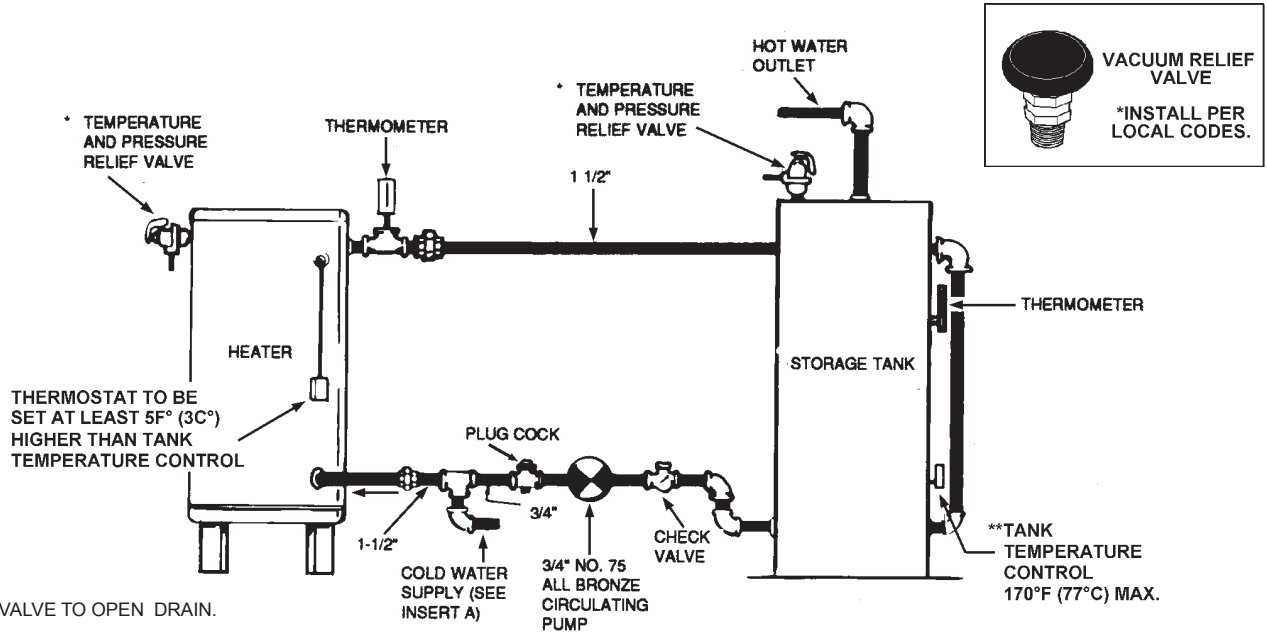 HOT WATER
OUTLET
VACUUM RELIEF
VALVE
*INSTALL PER
LOCAL CODES.
* TEMPERATURE
AND PRESSURE
RELIEF VALVE
* TEMPERATURE
AND PRESSURE
RELIEF VALVE
THERMOMETER
1 1/2"
THERMOMETER
HEATER
STORAGE TANK
THERMOSTAT TO BE
SET AT LEAST 5F° (3C°)
HIGHER THAN TANK
TEMPERATURE CONTROL
PLUG COCK
3/4"
1-1/2"
CHECK
VALVE
COLD WATER
SUPPLY (SEE
INSERT A)
3/4" NO. 75
ALL BRONZE
CIRCULATING
PUMP
**TANK
TEMPERATURE
CONTROL
170°F (77°C) MAX.
VALVE TO OPEN DRAIN.